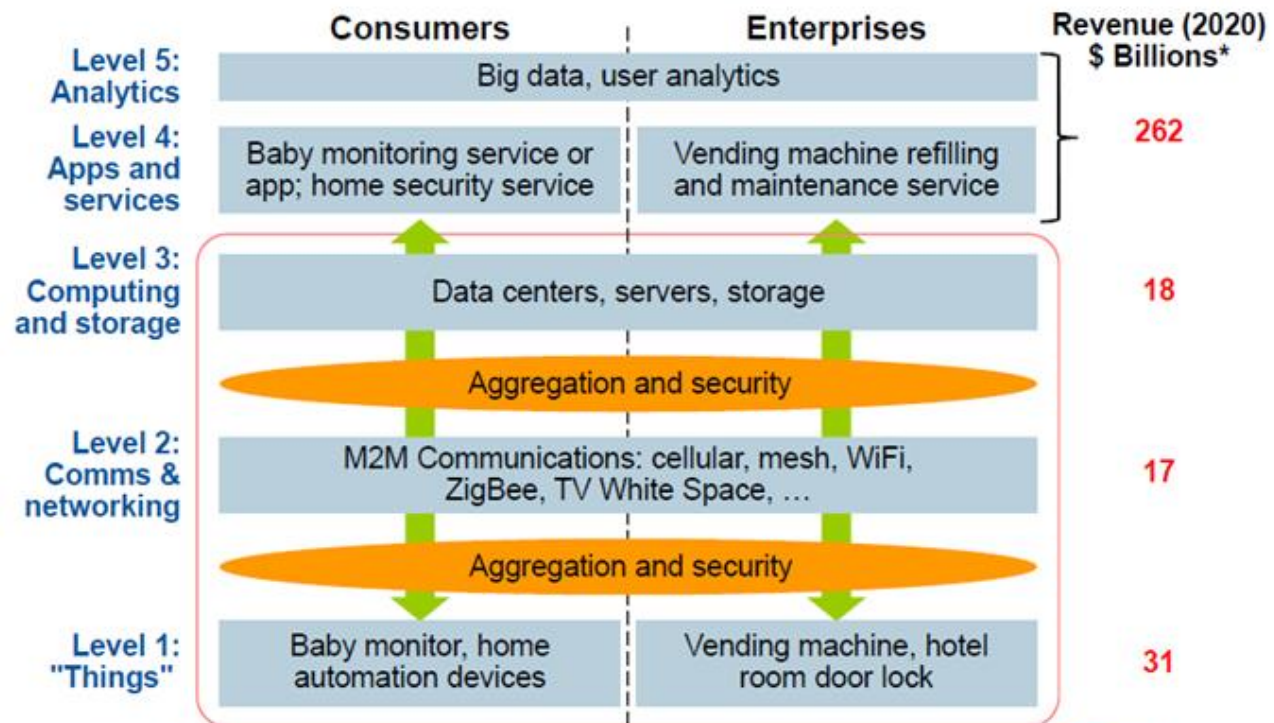 Consumers
Enterprises
Revenue (2020)
$ Billions*
Level 5:
Analytics
Big data, user analytics
262
Level 4:
Apps and
services
Baby monitoring service or
app; home security service
Vending machine refilling
and maintenance service
Level 3:
Computing
and storage
Data centers, servers, storage
18
Aggregation and security
Level 2:
Comms &
networking
M2M Communications: cellular, mesh, WiFi,
ZigBee, TV White Space, …
17
Aggregation and security
Level 1:
"Things"
Baby monitor, home
automation devices
Vending machine, hotel
room door lock
31